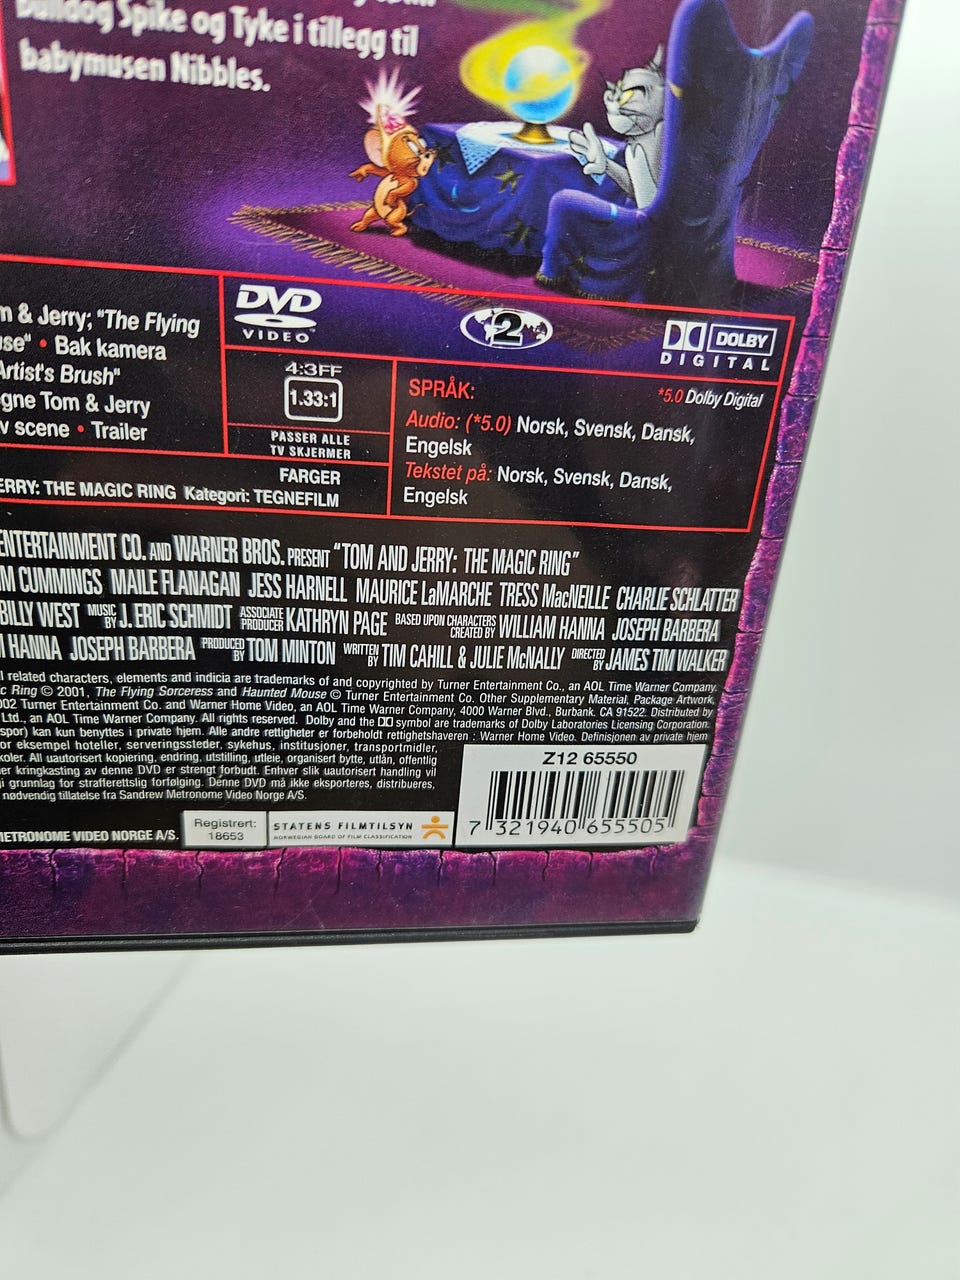 Bulldog Spike og Tyke i tillegg til
babymusen Nibbles.
m & Jerry; "The Flying
use" • Bak kamera
Artist's Brush"
gne Tom & Jerry
v scene • Trailer
DVD
VIDEO
2
DOLBY
DIGITAL
4:3FF
1.33:1
PASSER ALLE
TV SKJERMER
SPRÅK:
*5.0 Dolby Digital
Audio: (*5.0) Norsk, Svensk, Dansk,
Engelsk
Tekstet på: Norsk, Svensk, Dansk,
Engelsk
FARGER
ERRY: THE MAGIC RING Kategori: TEGNEFILM
ENTERTAINMENT CO. AND WARNER BROS. PRESENT "TOM AND JERRY: THE MAGIC RING"
M CUMMINGS MAILE FLANAGAN JESS HARNELL MAURICE LaMARCHE TRESS MacNEILLE CHARLIE SCHLATTER
BILLY WEST MUSIC BY J. ERIC SCHMIDT ASSOCIATE PRODUCER KATHRYN PAGE BASED UPON CHARACTERS CREATED BY WILLIAM HANNA JOSEPH BARBERA
M HANNA JOSEPH BARBERA PRODUCED BY TOM MINTON WRITTEN BY TIM CAHILL & JULIE McNALLY DIRECTED BY JAMES TIM WALKER
l related characters, elements and indicia are trademarks of and copyrighted by Turner Entertainment Co., an AOL Time Warner Company.
c Ring © 2001, The Flying Sorceress and Haunted Mouse © Turner Entertainment Co. Other Supplementary Material, Package Artwork,
02 Turner Entertainment Co. and Warner Home Video, an AOL Time Warner Company, 4000 Warner Blvd., Burbank. CA 91522. Distributed by
Ltd., an AOL Time Warner Company. All rights reserved. Dolby and the symbol are trademarks of Dolby Laboratories Licensing Corporation.
spor) kan kun benyttes i private hjem. Alle andre rettigheter er forbeholdt rettighetshaveren : Warner Home Video. Definisjonen av private hjem
or eksempel hoteller, serveringssteder, sykehus, institusjoner, transportmidler,
koler. All uautorisert kopiering, endring, utstilling, utleie, organisert bytte, utlån, offentlig
er kringkasting av denne DVD er strengt forbudt. Enhver slik uautorisert handling vil
i grunnlag for strafferettslig forfølging. Denne DVD må ikke eksporteres, distribueres,
nødvendig tillatelse fra Sandrew Metronome Video Norge A/S.
METRONOME VIDEO NORGE A/S.
Registrert:
18653
STATENS FILMTILSYN
NORWEGIAN BOARD OF FILM CLASSIFICATION
Z12 65550
7 321940 655505